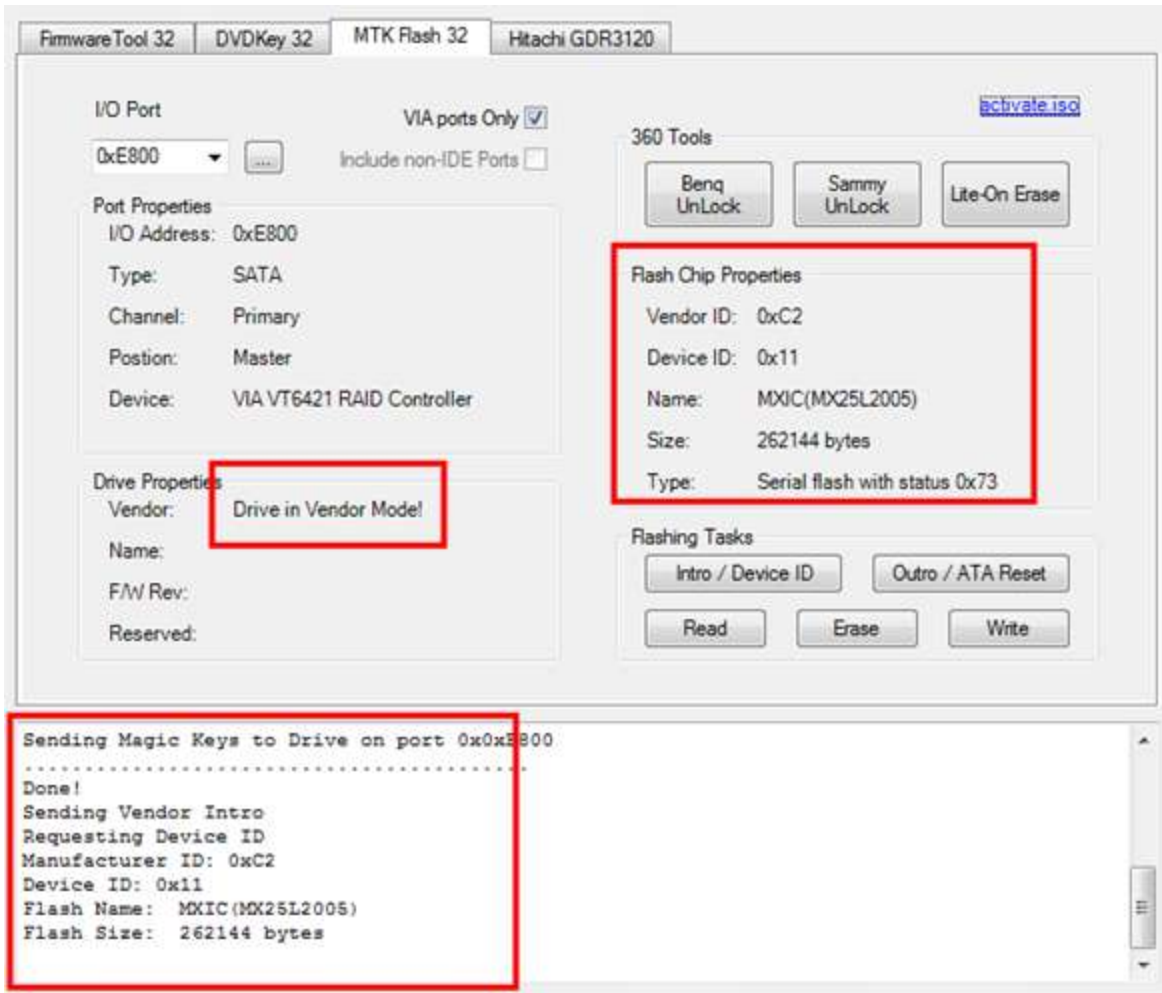 FirmwareTool 32 DVDKey 32 MTK Flash 32 Hitachi GDR3120
I/O Port
VIA ports Only
0xE800 ... Include non-IDE Ports
Port Properties
I/O Address: 0xE800
Type: SATA
Channel: Primary
Postion: Master
Device: VIA VT6421 RAID Controller
Drive Properties
Vendor: Drive in Vendor Mode!
Name:
F/W Rev:
Reserved:
activate.iso
360 Tools
Benq UnLock
Sammy UnLock
Lite-On Erase
Flash Chip Properties
Vendor ID: 0xC2
Device ID: 0x11
Name: MXIC(MX25L2005)
Size: 262144 bytes
Type: Serial flash with status 0x73
Flashing Tasks
Intro / Device ID Outro / ATA Reset
Read Erase Write
Sending Magic Keys to Drive on port 0x0xE800
..........................................
Done!
Sending Vendor Intro
Requesting Device ID
Manufacturer ID: 0xC2
Device ID: 0x11
Flash Name: MXIC(MX25L2005)
Flash Size: 262144 bytes